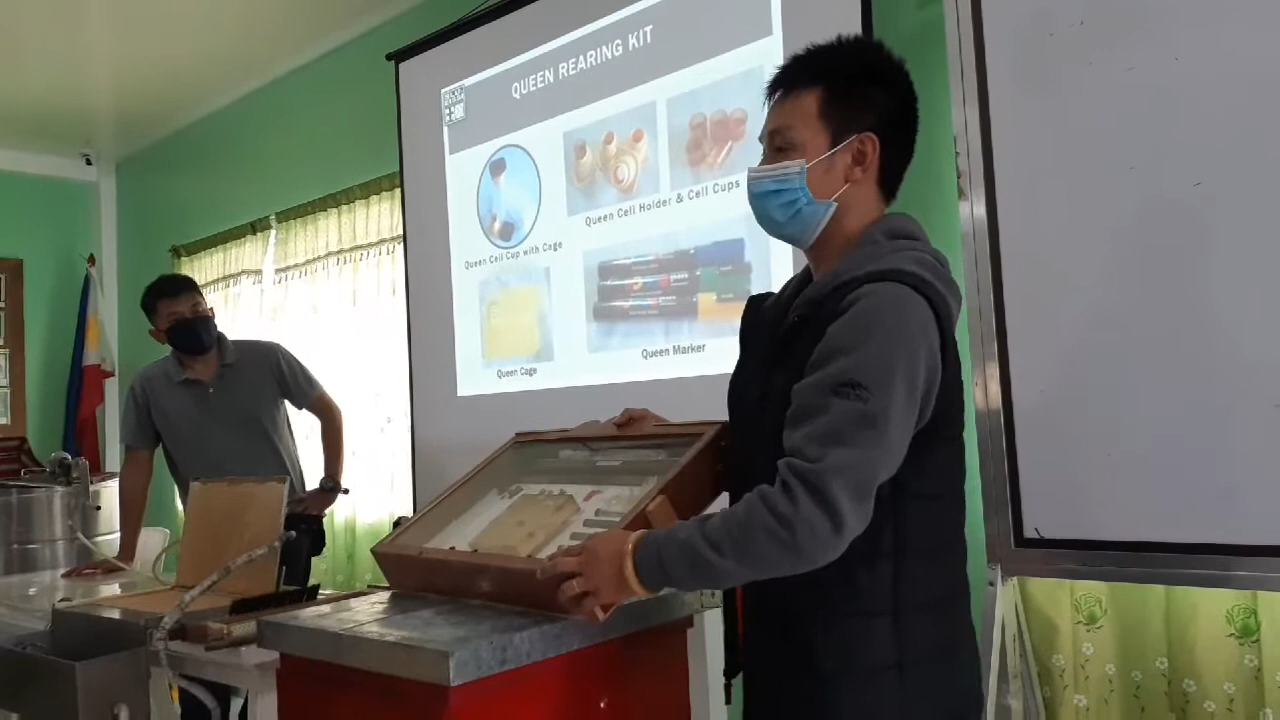 QUEEN REARING KIT
Queen Cell Cup with Cage
Queen Cell Holder & Cell Cups
Queen Cage
Queen Marker